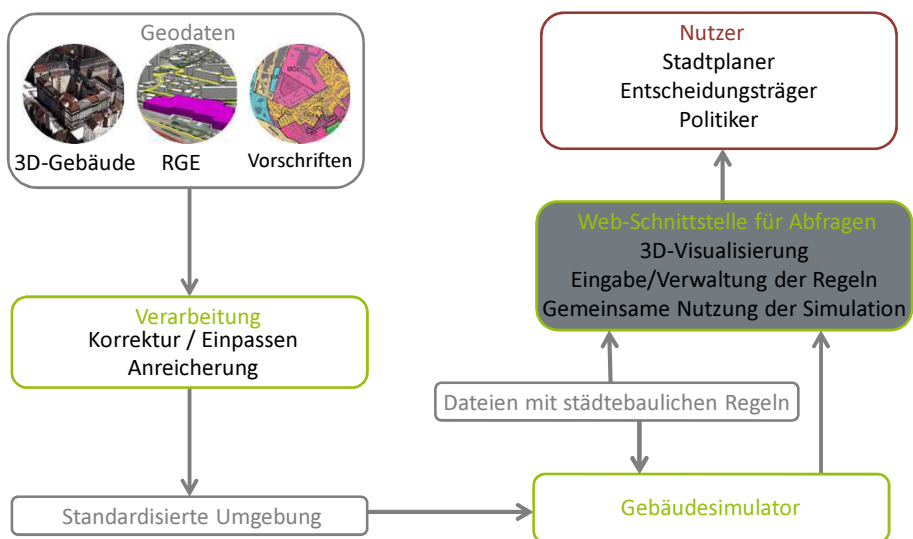 Geodaten
3D-Gebäude
RGE
Vorschriften
Verarbeitung
Korrektur / Einpassen
Anreicherung
Standardisierte Umgebung
Nutzer
Stadtplaner
Entscheidungsträger
Politiker
Web-Schnittstelle für Abfragen
3D-Visualisierung
Eingabe/Verwaltung der Regeln
Gemeinsame Nutzung der Simulation
Dateien mit städtebaulichen Regeln
Gebäudesimulator